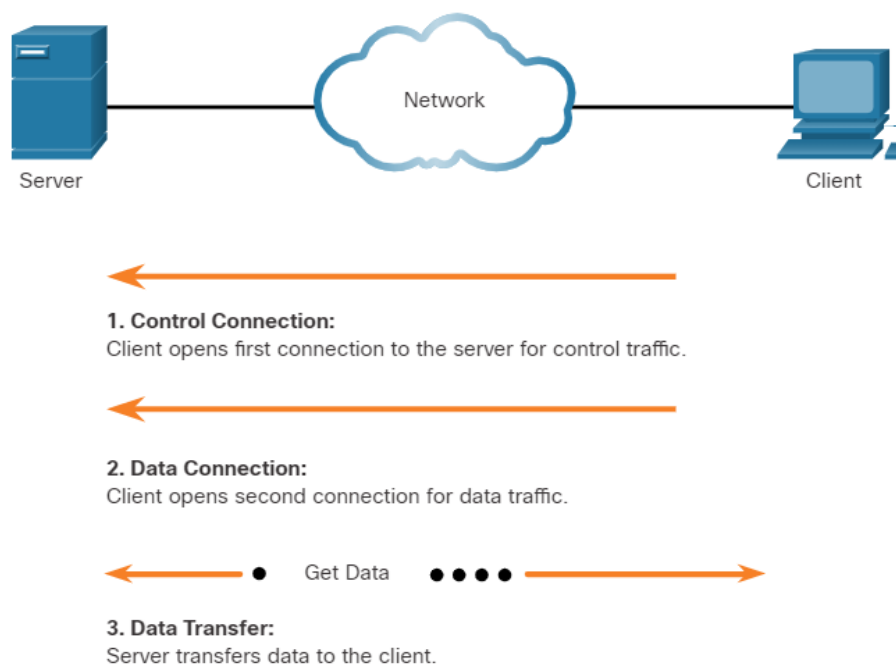 Network
Server
Client
1. Control Connection:
Client opens first connection to the server for control traffic.
2. Data Connection:
Client opens second connection for data traffic.
Get Data
3. Data Transfer:
Server transfers data to the client.